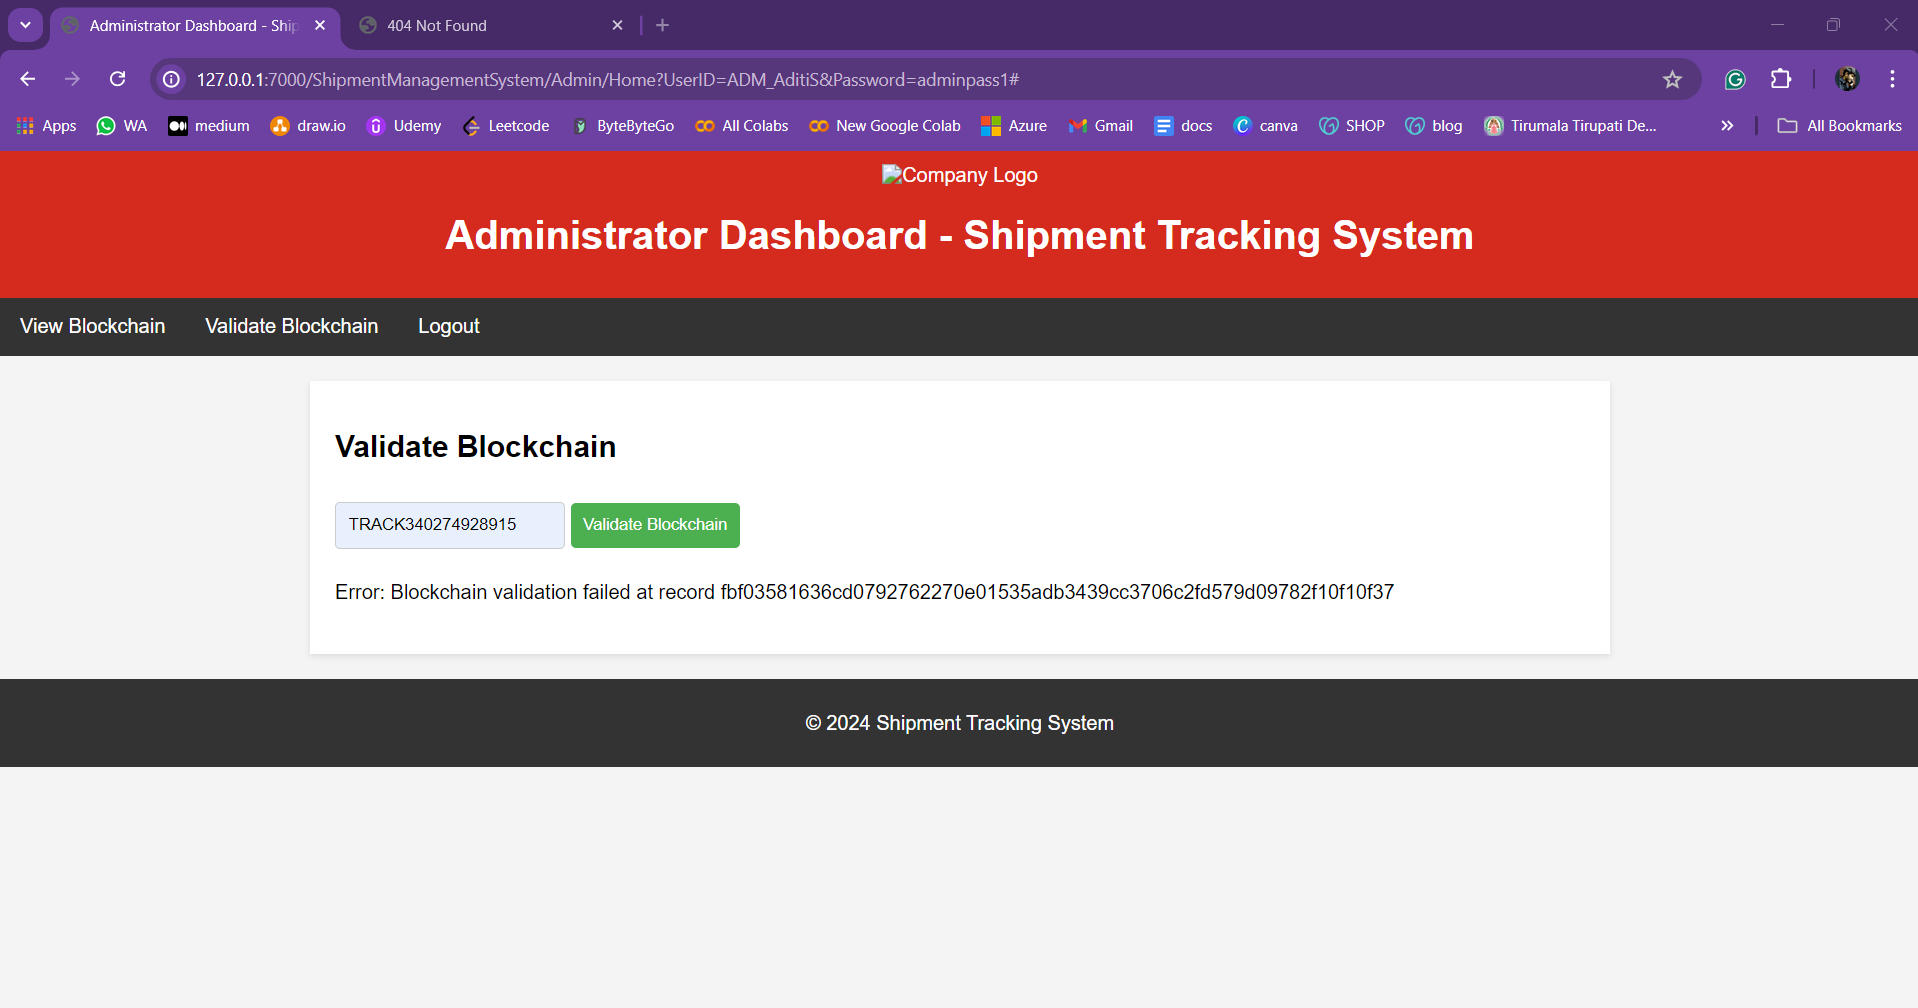 Administrator Dashboard - Ship
404 Not Found
127.0.0.1:7000/ShipmentManagementSystem/Admin/Home?UserID=ADM_AditiS&Password=adminpass1#
Apps WA medium draw.io Udemy Leetcode ByteByteGo All Colabs New Google Colab Azure Gmail docs canva SHOP blog Tirumala Tirupati De... All Bookmarks
Company Logo
Administrator Dashboard - Shipment Tracking System
View Blockchain Validate Blockchain Logout
Validate Blockchain
TRACK340274928915 Validate Blockchain
Error: Blockchain validation failed at record fbf03581636cd0792762270e01535adb3439cc3706c2fd579d09782f10f10f37
© 2024 Shipment Tracking System